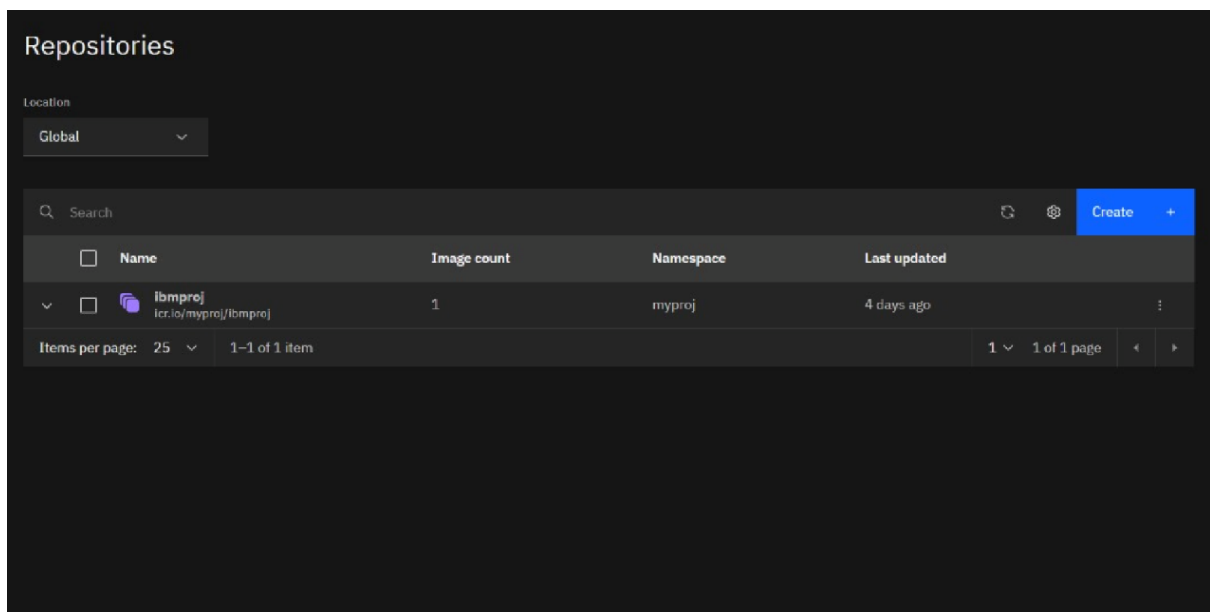 Repositories
Location
Global
Search
Create +
Name Image count Namespace Last updated
ibmproj 1 myproj 4 days ago
icr.io/myproj/ibmproj
Items per page: 25 1–1 of 1 item 1 1 of 1 page